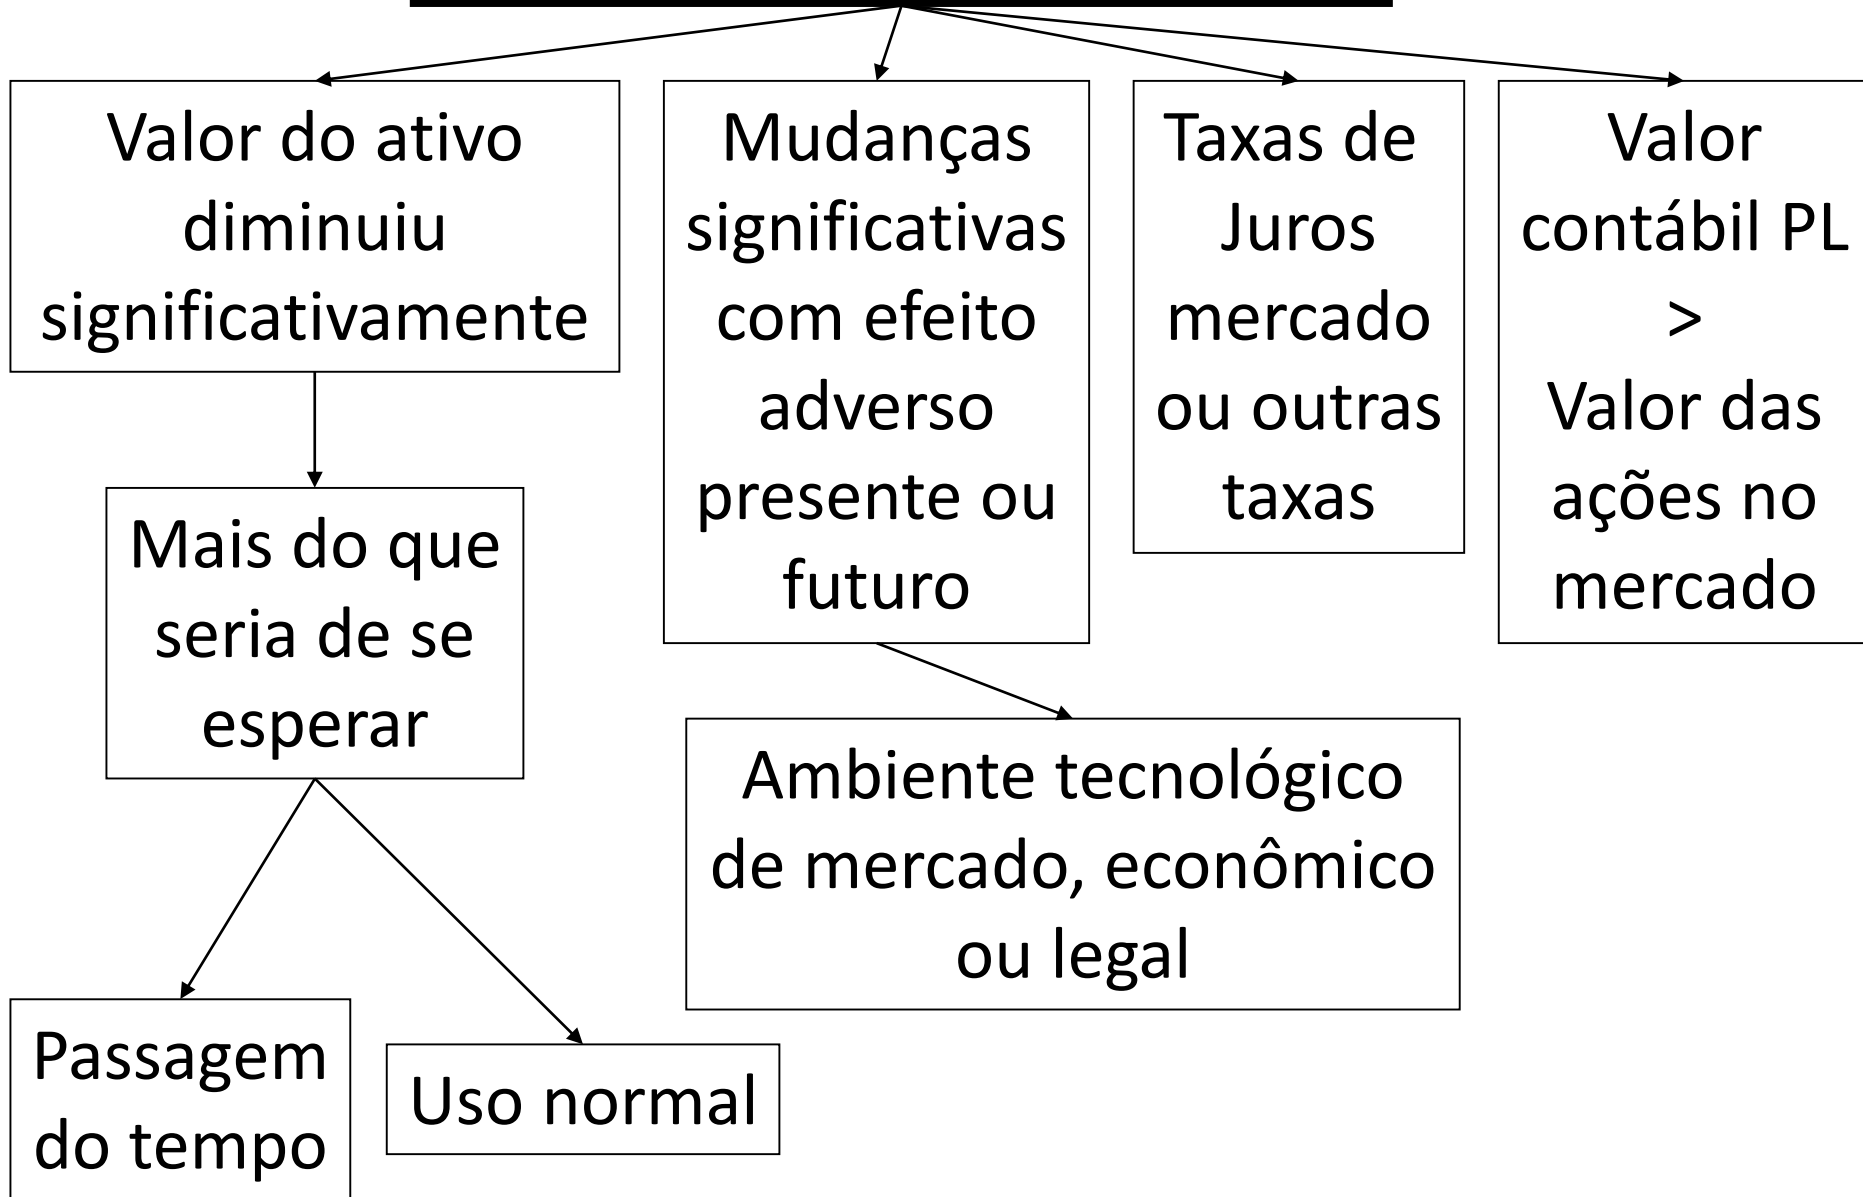 Valor do ativo
diminuiu
significativamente
Mudanças
significativas
com efeito
adverso
presente ou
futuro
Taxas de
Juros
mercado
ou outras
taxas
Valor
contábil PL
>
Valor das
ações no
mercado
Mais do que
seria de se
esperar
Ambiente tecnológico
de mercado, econômico
ou legal
Passagem
do tempo
Uso normal